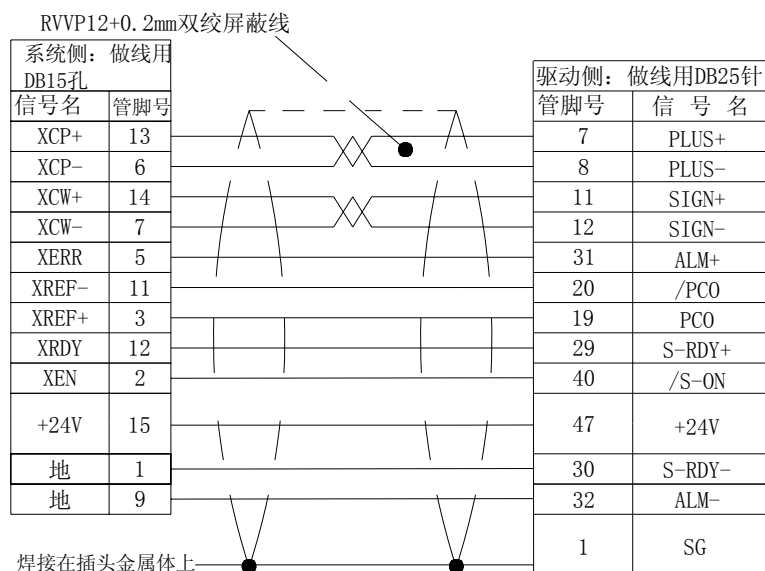 RVVP12+0.2mm双绞屏蔽线
系统侧：做线用
DB15孔
信号名 管脚号
XCP+ 13
XCP- 6
XCW+ 14
XCW- 7
XERR 5
XREF- 11
XREF+ 3
XRDY 12
XEN 2
+24V 15
地 1
地 9
焊接在插头金属体上
驱动侧：做线用DB25针
管脚号 信号名
7 PLUS+
8 PLUS-
11 SIGN+
12 SIGN-
31 ALM+
20 /PCO
19 PCO
29 S-RDY+
40 /S-ON
47 +24V
30 S-RDY-
32 ALM-
1 SG